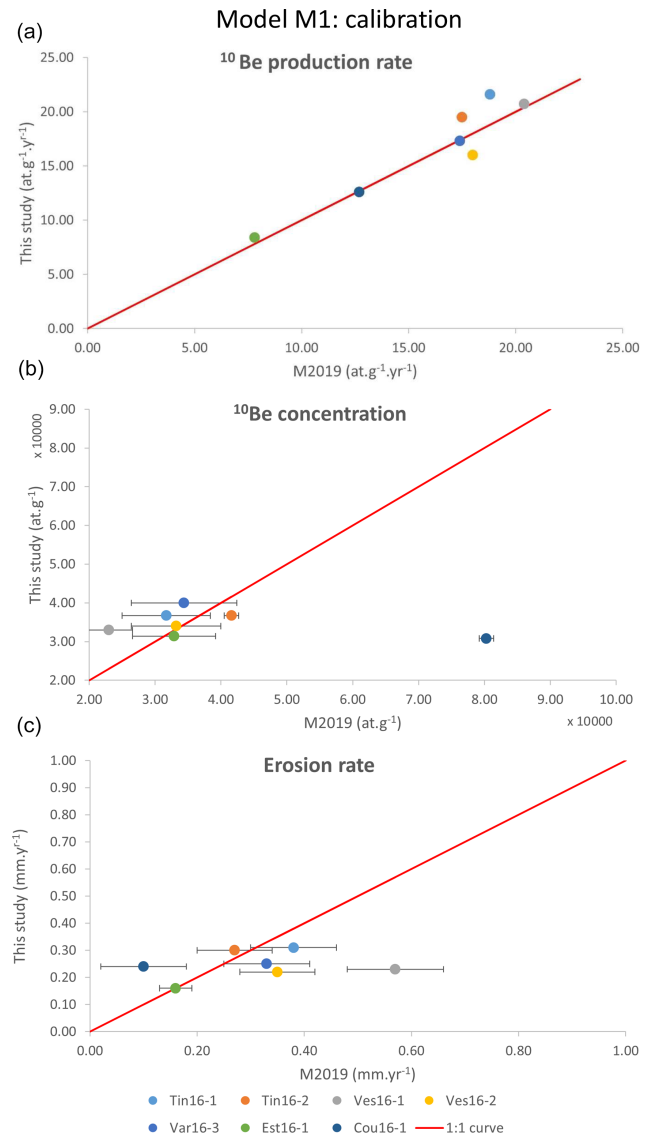 Model M1: calibration
(a)
10 Be production rate
This study (at.g-1.yr-1)
25.00
20.00
15.00
10.00
5.00
0.00
0.00 5.00 10.00 15.00 20.00 25.00
M2019 (at.g-1.yr-1)
(b)
10Be concentration
This study (at.g-1)
x 10000
9.00
8.00
7.00
6.00
5.00
4.00
3.00
2.00
2.00 3.00 4.00 5.00 6.00 7.00 8.00 9.00 10.00
M2019 (at.g-1)
x 10000
(c)
Erosion rate
This study (mm.yr-1)
1.00
0.90
0.80
0.70
0.60
0.50
0.40
0.30
0.20
0.10
0.00
0.00 0.20 0.40 0.60 0.80 1.00
M2019 (mm.yr-1)
Tin16-1 Tin16-2 Ves16-1 Ves16-2
Var16-3 Est16-1 Cou16-1 1:1 curve